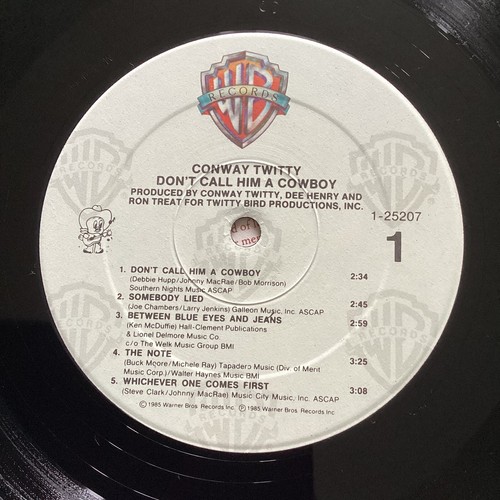 WB
RECORDS
CONWAY TWITTY
DON'T CALL HIM A COWBOY
PRODUCED BY CONWAY TWITTY, DEE HENRY AND
RON TREAT FOR TWITTY BIRD PRODUCTIONS, INC.
1-25207
1
1. DON'T CALL HIM A COWBOY
(Debbie Hupp/Johnny MacRae/Bob Morrison) 2:34
Southern Nights Music ASCAP
2. SOMEBODY LIED
(Joe Chambers/Larry Jenkins) Galleon Music, Inc. ASCAP 2:45
3. BETWEEN BLUE EYES AND JEANS 2:59
(Ken McDuffie) Hall-Clement Publications
& Lionel Delmore Music Co.
c/o The Welk Music Group BMI
4. THE NOTE
(Buck Moore/Michele Ray) Tapadero Music (Div. of Merit 3:25
Music Corp.)/Walter Haynes Music BMI
5. WHICHEVER ONE COMES FIRST
(Steve Clark/Johnny MacRae) Music City Music, Inc. ASCAP 3:08
©1985 Warner Bros. Records Inc. ℗1985 Warner Bros. Records Inc.